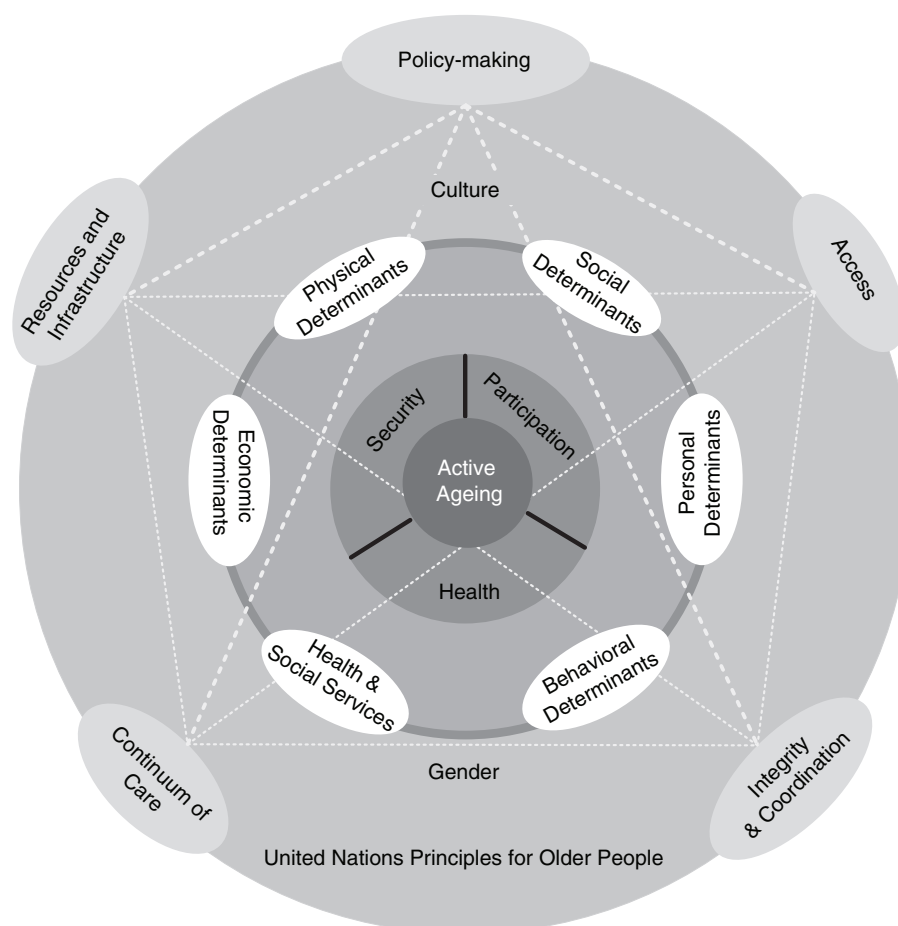 Policy-making
Culture
Resources and
Infrastructure
Access
Physical
Determinants
Social
Determinants
Security
Participation
Economic
Determinants
Active
Ageing
Personal
Determinants
Health
Health &
Social Services
Behavioral
Determinants
Continuum of
Care
Gender
Integrity
& Coordination
United Nations Principles for Older People